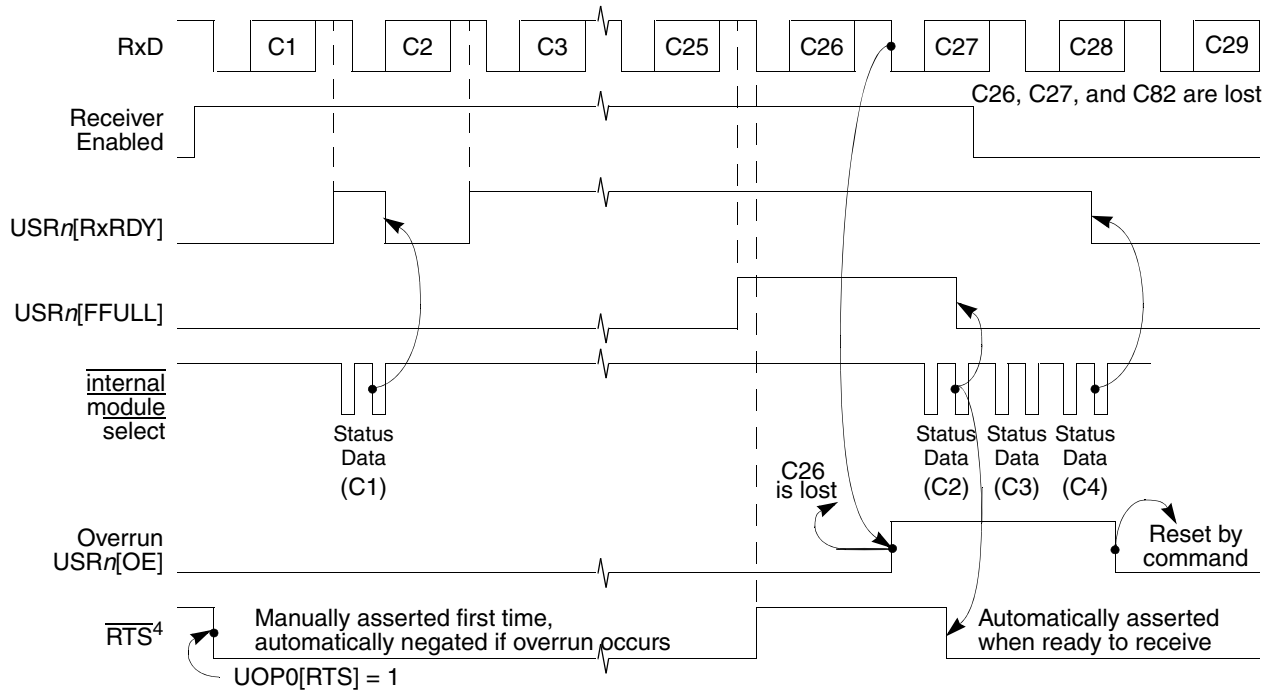 RxD C1 C2 C3 C25 C26 C27 C28 C29
C26, C27, and C82 are lost
Receiver
Enabled
USRn[RxRDY]
USRn[FFULL]
internal
module
select
Status
Data
(C1)
Status
Data
(C2)
Status
Data
(C3)
Status
Data
(C4)
C26
is lost
Overrun
USRn[OE]
Reset by
command
RTS4
Manually asserted first time,
automatically negated if overrun occurs
Automatically asserted
when ready to receive
UOP0[RTS] = 1